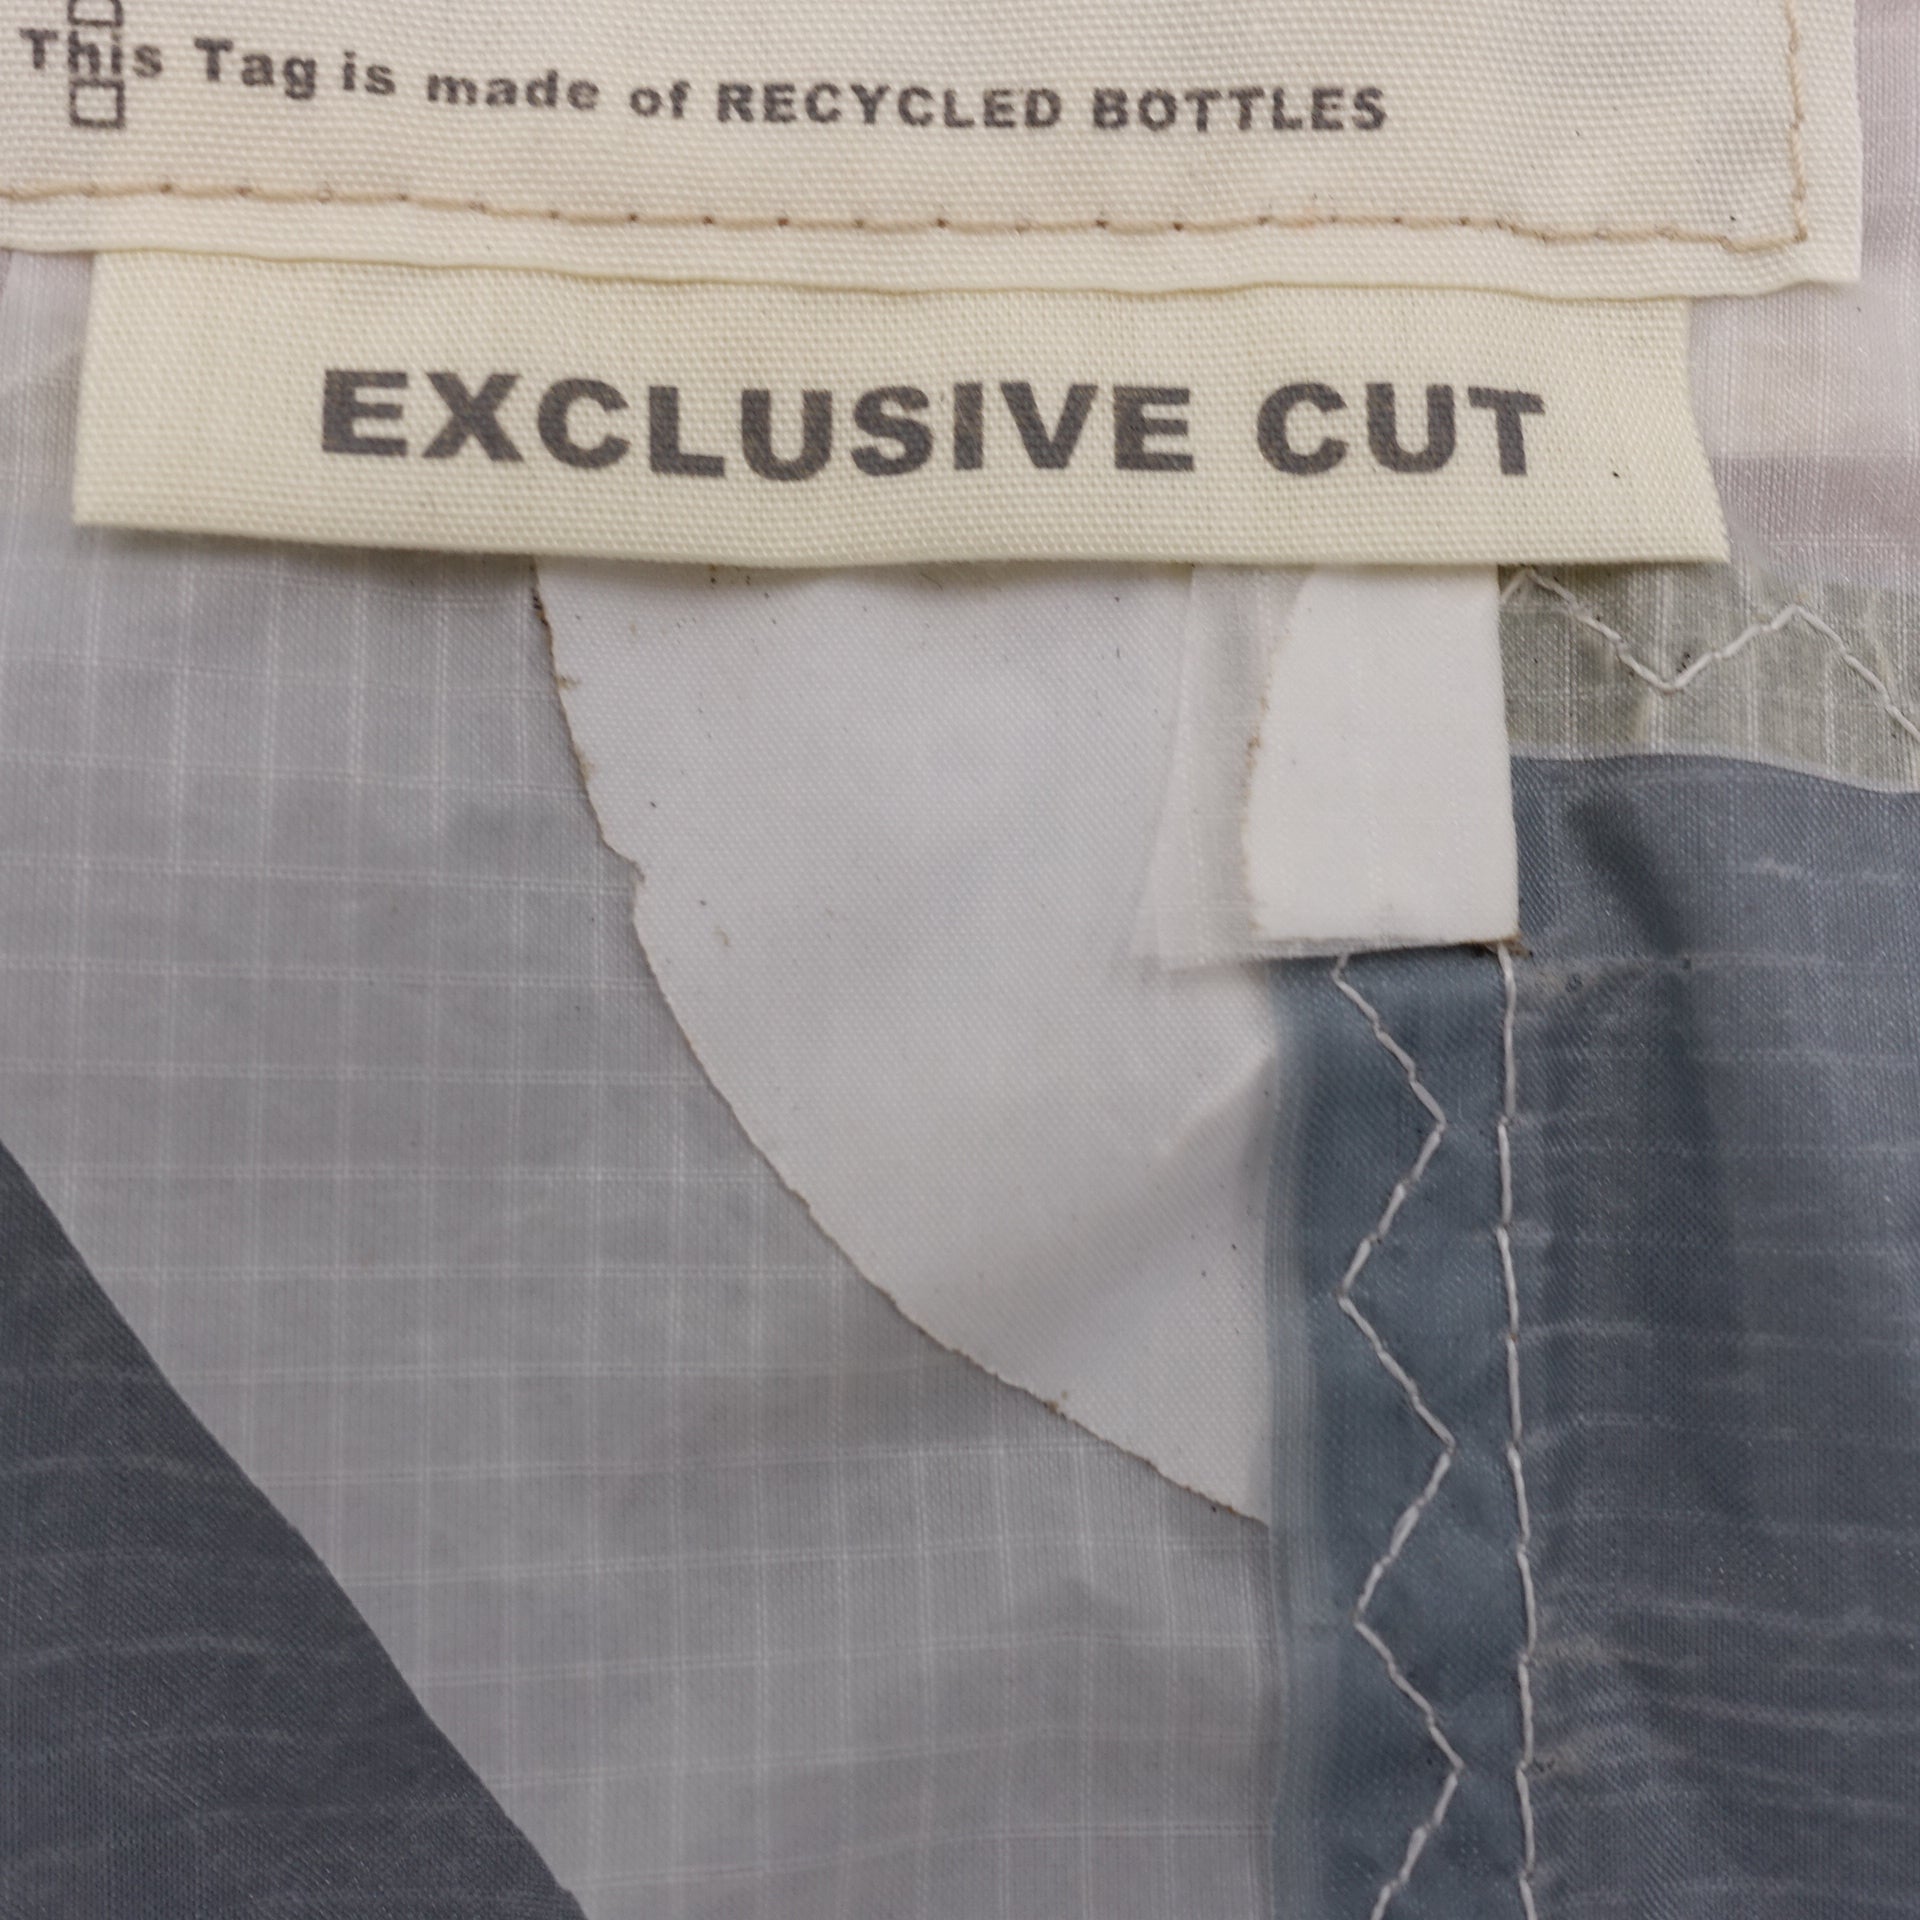 This Tag is made of RECYCLED BOTTLES
EXCLUSIVE CUT